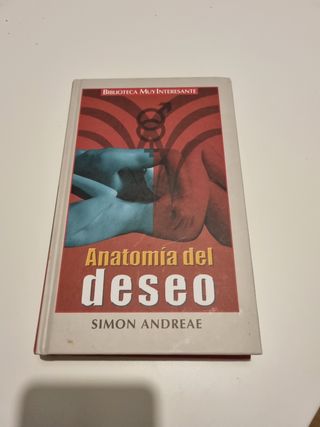 Biblioteca Muy Interesante
Anatomía del
deseo
SIMON ANDREAE